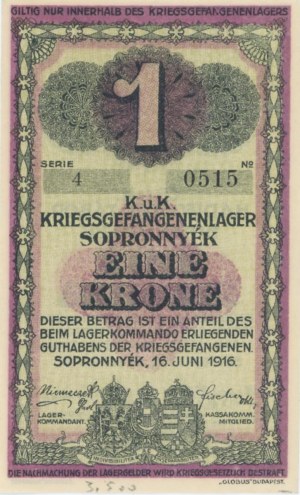 GILTIG NUR INNERHALB DES KRIEGSGEFANGENENLAGERS
1
SERIE No
4 0515
K.u.K.
KRIEGSGEFANGENENLAGER
SOPRONNYÉK
EINE
KRONE
DIESER BETRAG IST EIN ANTEIL DES
BEIM LAGERKOMMANDO ERLIEGENDEN
GUTHABENS DER KRIEGSGEFANGENEN.
SOPRONNYÉK, 16. JUNI 1916.
LAGER-
KOMMANDANT.
KASSAKOMM.
MITGLIED.
DIE NACHMACHUNG DER LAGERGELDER WIRD KRIEGSGESETZLICH BESTRAFT.
„GLOBUS" BUDAPEST.